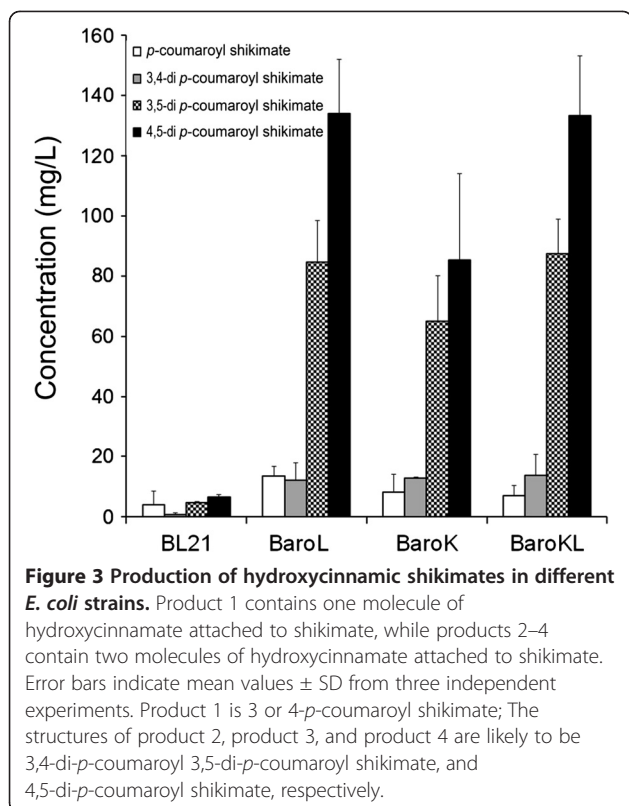 160
140
120
100
80
60
40
20
0
Concentration (mg/L)
p-coumaroyl shikimate
3,4-di p-coumaroyl shikimate
3,5-di p-coumaroyl shikimate
4,5-di p-coumaroyl shikimate
BL21 BaroL BaroK BaroKL
Figure 3 Production of hydroxycinnamic shikimates in different
E. coli strains. Product 1 contains one molecule of
hydroxycinnamate attached to shikimate, while products 2–4
contain two molecules of hydroxycinnamate attached to shikimate.
Error bars indicate mean values ± SD from three independent
experiments. Product 1 is 3 or 4-p-coumaroyl shikimate; The
structures of product 2, product 3, and product 4 are likely to be
3,4-di-p-coumaroyl 3,5-di-p-coumaroyl shikimate, and
4,5-di-p-coumaroyl shikimate, respectively.